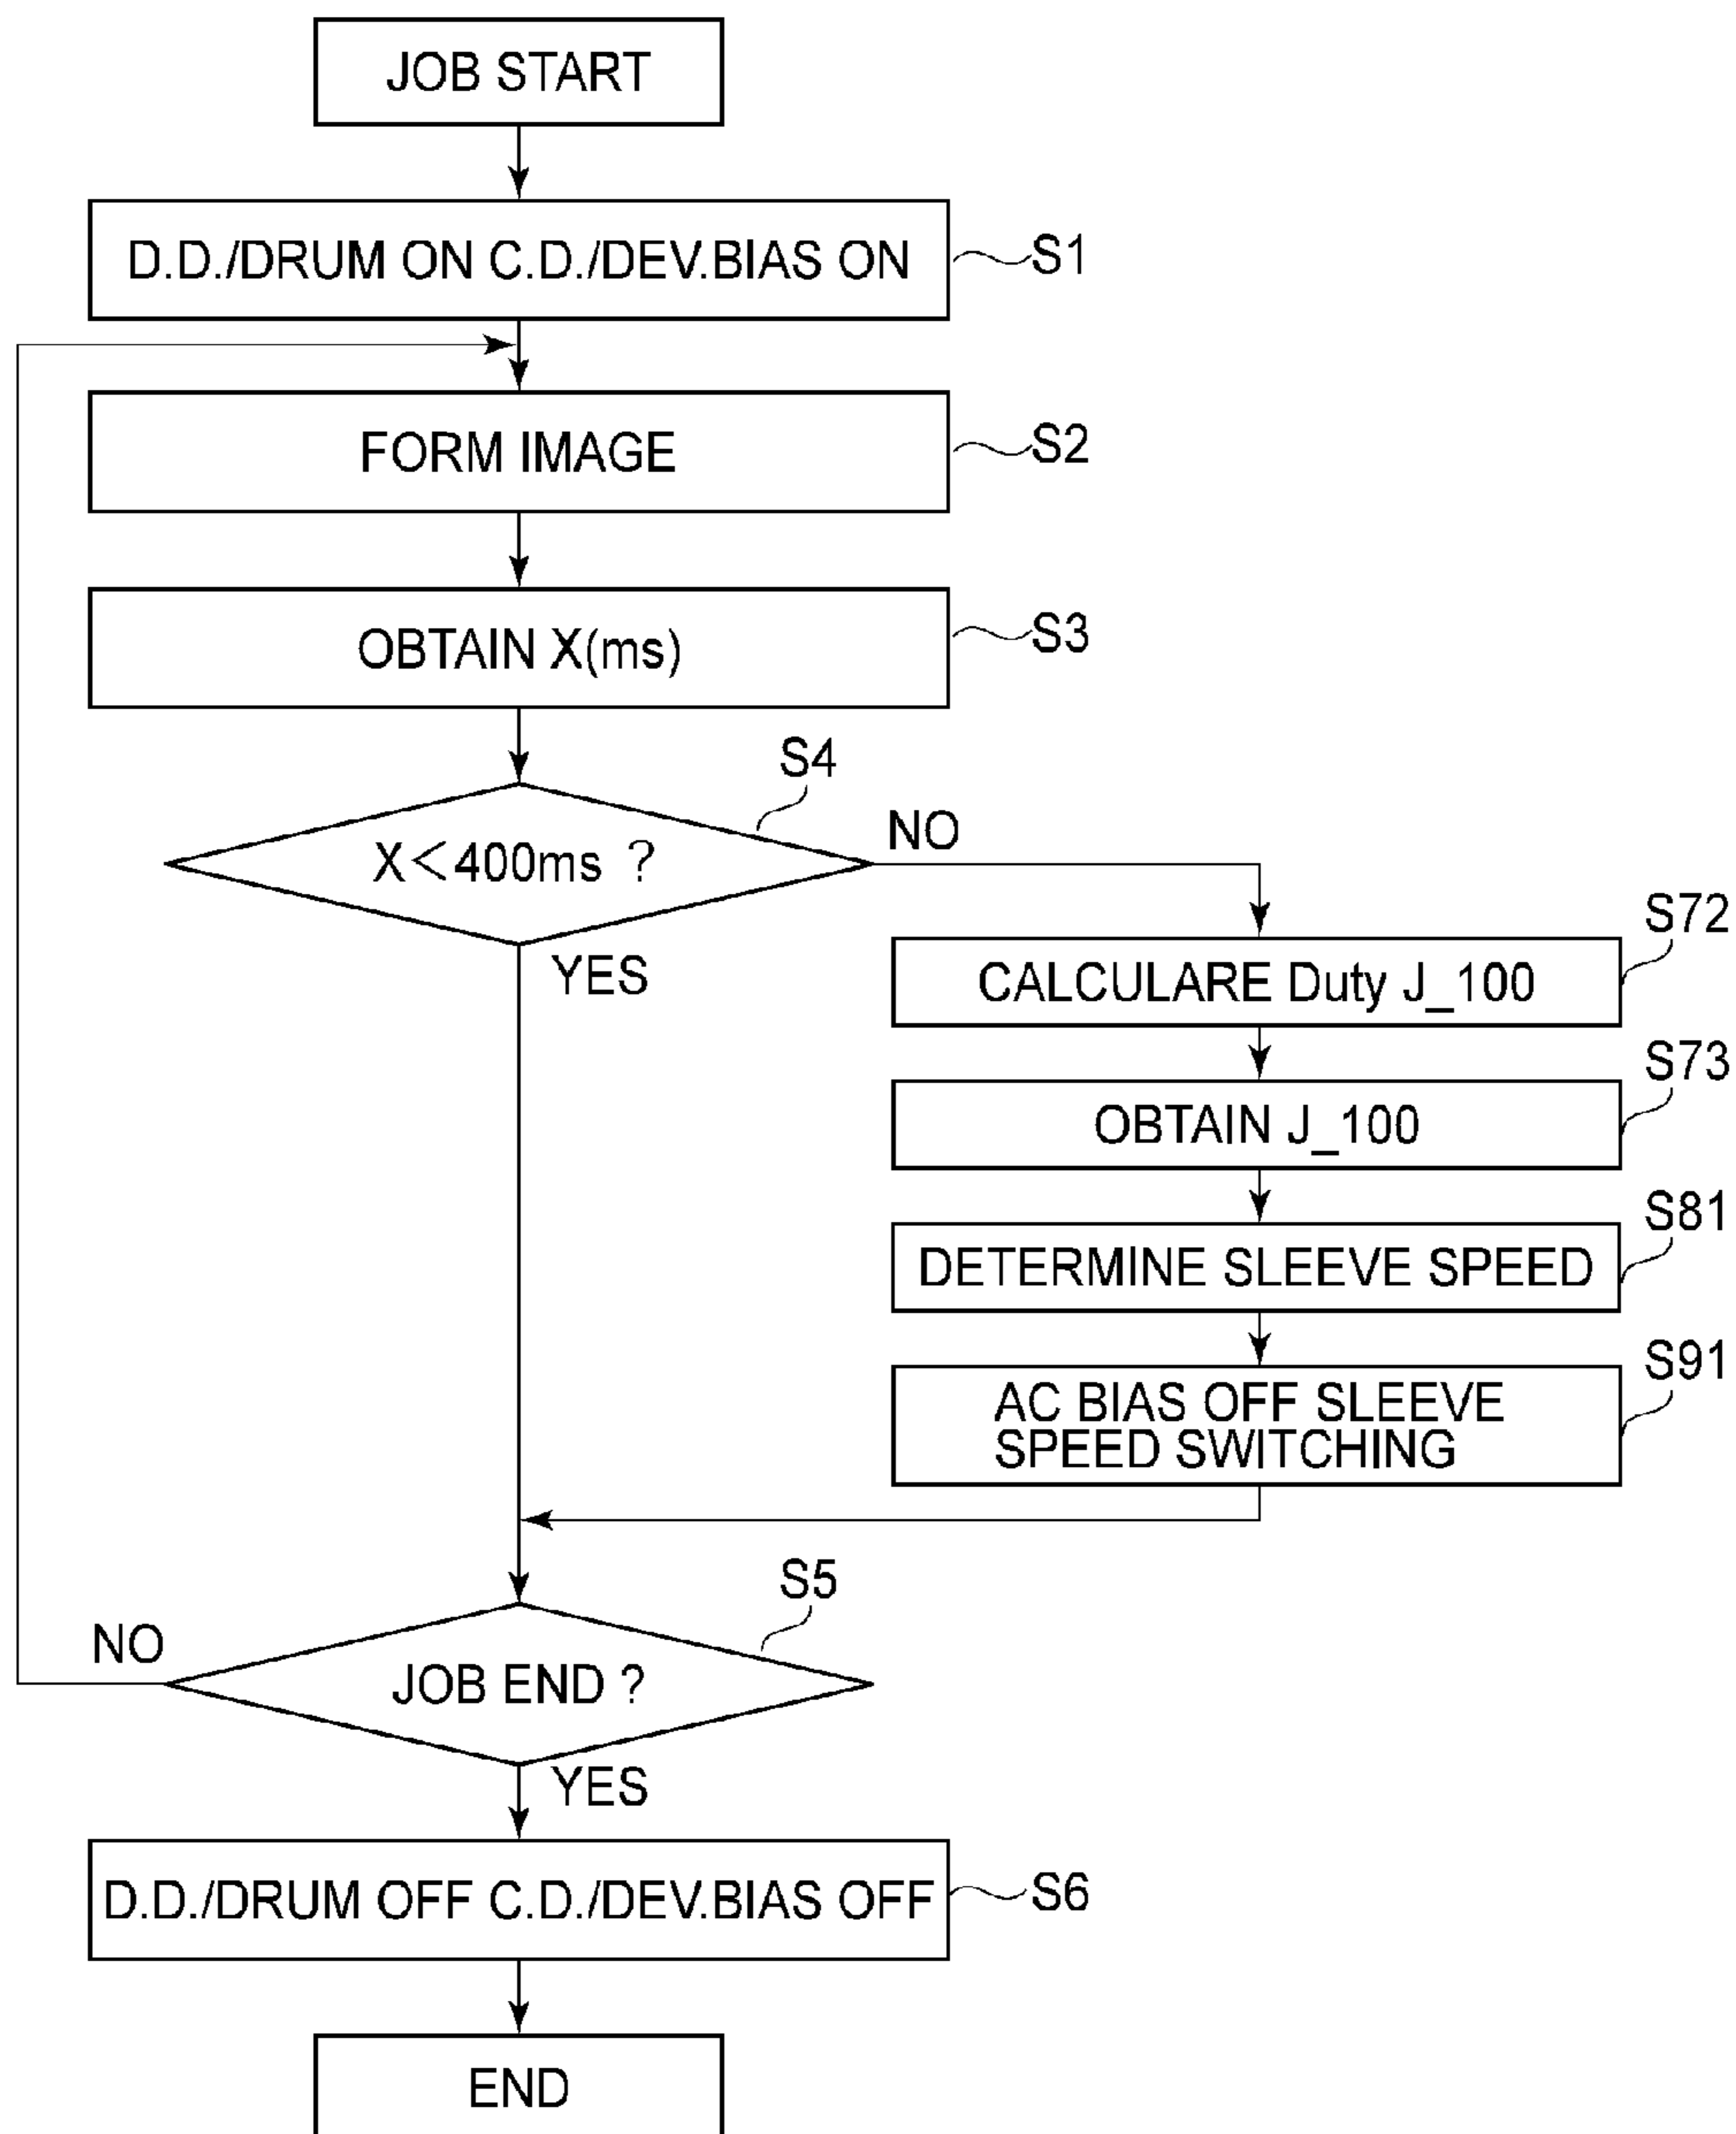 JOB START
D.D./DRUM ON C.D./DEV.BIAS ON
S1
FORM IMAGE
S2
OBTAIN X(ms)
S3
S4
X<400ms ?
NO
YES
S72
CALCULARE Duty J_100
S73
OBTAIN J_100
S81
DETERMINE SLEEVE SPEED
S91
AC BIAS OFF SLEEVE
SPEED SWITCHING
S5
NO
JOB END ?
YES
D.D./DRUM OFF C.D./DEV.BIAS OFF
S6
END